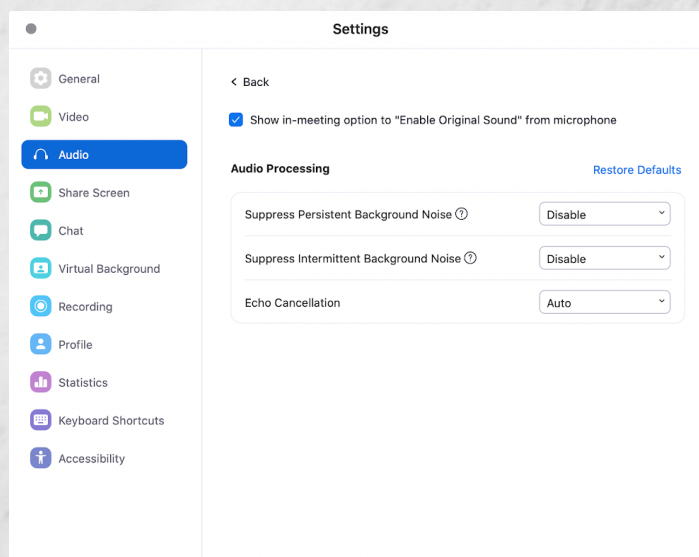 Settings
General
Video
Audio
Share Screen
Chat
Virtual Background
Recording
Profile
Statistics
Keyboard Shortcuts
Accessibility
< Back
Show in-meeting option to "Enable Original Sound" from microphone
Audio Processing
Restore Defaults
Suppress Persistent Background Noise ?
Disable
Suppress Intermittent Background Noise ?
Disable
Echo Cancellation
Auto